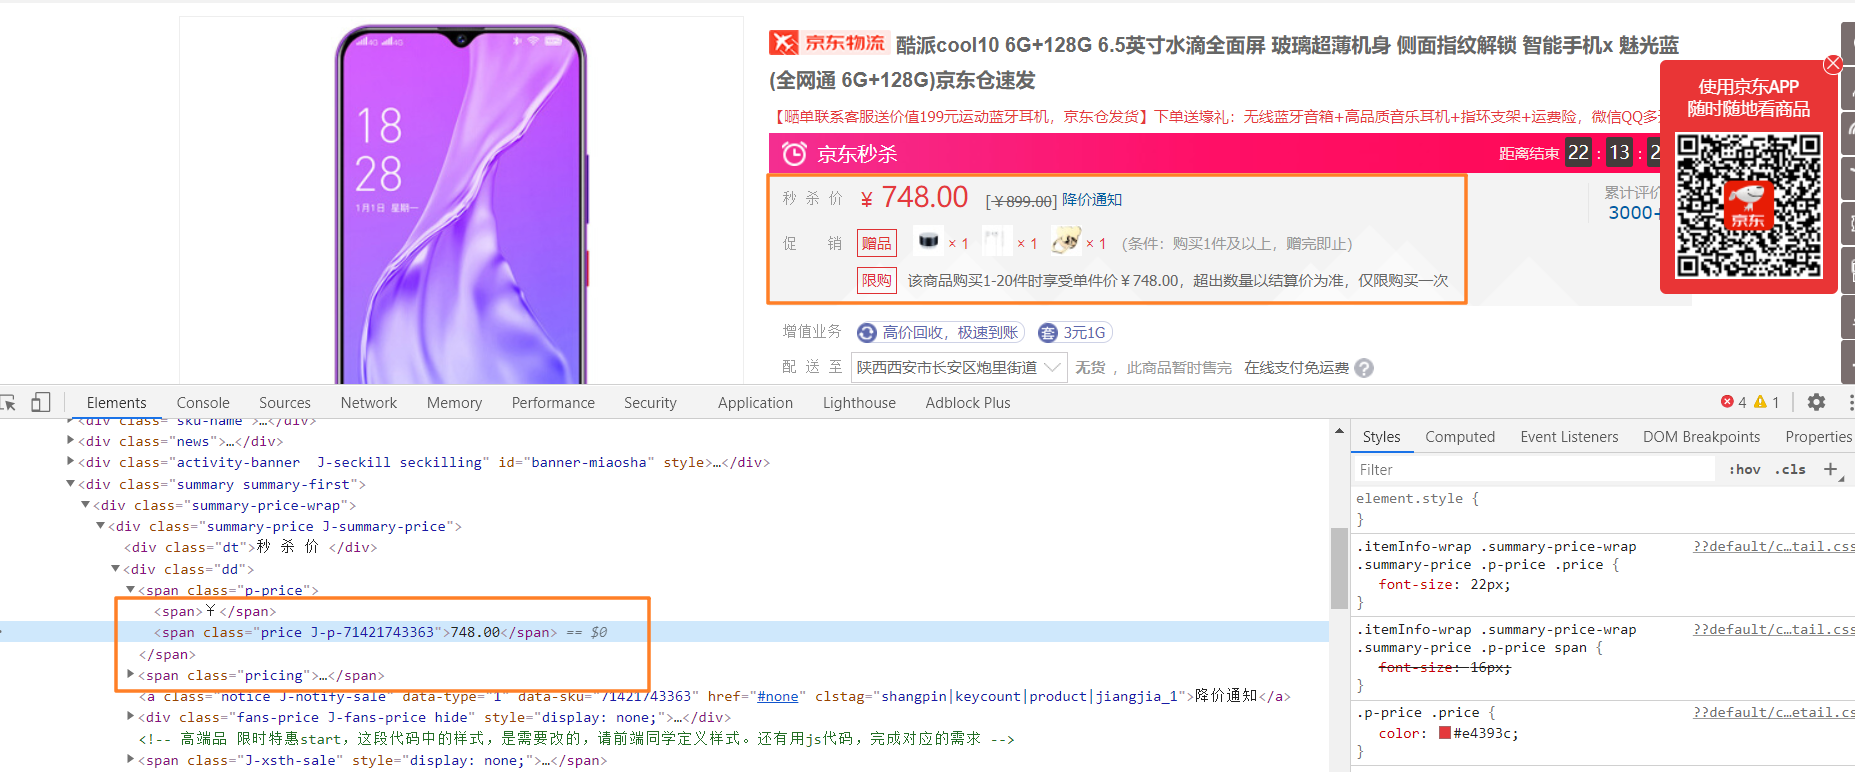 4G 4G
18
28
1月1日 星期一
京东物流 酷派cool10 6G+128G 6.5英寸水滴全面屏 玻璃超薄机身 侧面指纹解锁 智能手机x 魅光蓝
(全网通 6G+128G)京东仓速发
【晒单联系客服送价值199元运动蓝牙耳机，京东仓发货】下单送壕礼：无线蓝牙音箱+高品质音乐耳机+指环支架+运费险，微信QQ多
京东秒杀
距离结束 22 : 13 : 2
秒 杀 价 ￥ 748.00 [￥899.00] 降价通知
累计评价
3000+
促 销 赠品 × 1 × 1 × 1 (条件：购买1件及以上，赠完即止)
限购 该商品购买1-20件时享受单件价￥748.00，超出数量以结算价为准，仅限购买一次
增值业务 高价回收，极速到账 套 3元1G
配 送 至 陕西西安市长安区炮里街道 无货 ，此商品暂时售完 在线支付免运费 ?
使用京东APP
随时随地看商品
京东
Elements Console Sources Network Memory Performance Security Application Lighthouse Adblock Plus 4 1
<div class="sku-name">…</div>
<div class="news">…</div>
<div class="activity-banner  J-seckill seckilling" id="banner-miaosha" style>…</div>
<div class="summary summary-first">
<div class="summary-price-wrap">
<div class="summary-price J-summary-price">
<div class="dt">秒 杀 价 </div>
<div class="dd">
<span class="p-price">
<span>￥</span>
<span class="price J-p-71421743363">748.00</span> == $0
</span>
<span class="pricing">…</span>
<a class="notice J-notify-sale" data-type="1" data-sku="71421743363" href="#none" clstag="shangpin|keycount|product|jiangjia_1">降价通知</a>
<div class="fans-price J-fans-price hide" style="display: none;">…</div>
<!-- 高端品 限时特惠start，这段代码中的样式，是需要改的，请前端同学定义样式。还有用js代码，完成对应的需求 -->
<span class="J-xsth-sale" style="display: none;">…</span>
Styles Computed Event Listeners DOM Breakpoints Properties
Filter :hov .cls +
element.style {
}
.itemInfo-wrap .summary-price-wrap ??default/c…tail.css
.summary-price .p-price .price {
font-size: 22px;
}
.itemInfo-wrap .summary-price-wrap ??default/c…tail.css
.summary-price .p-price span {
font-size: 16px;
}
.p-price .price { ??default/c…etail.css
color: #e4393c;
}